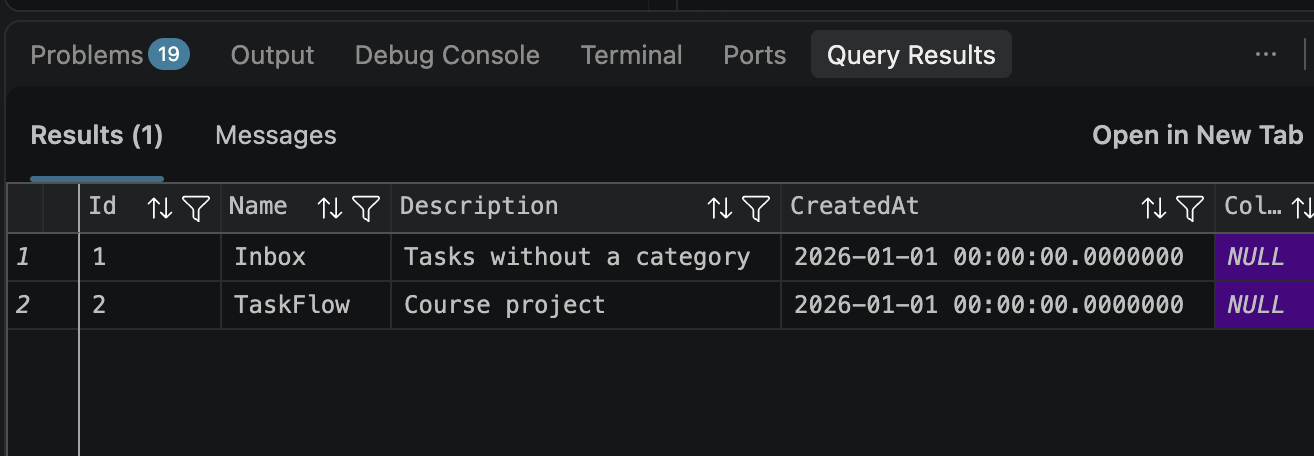 Problems 19 Output Debug Console Terminal Ports Query Results ...
Results (1) Messages Open in New Tab
Id Name Description CreatedAt Col...
1 1 Inbox Tasks without a category 2026-01-01 00:00:00.0000000 NULL
2 2 TaskFlow Course project 2026-01-01 00:00:00.0000000 NULL